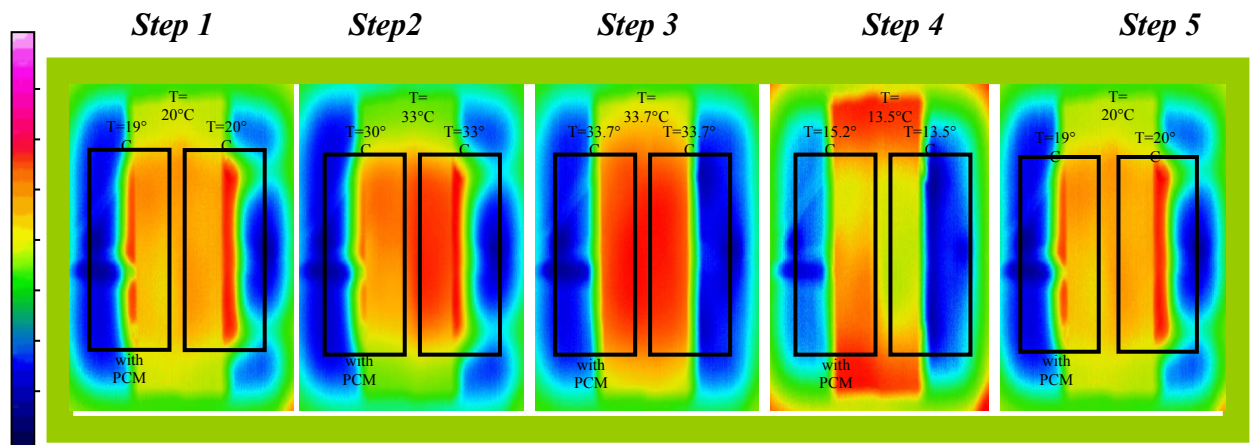 Step 1
Step2
Step 3
Step 4
Step 5
T=
20°C
T=19°
C
T=20°
C
with
PCM
T=
33°C
T=30°
C
T=33°
C
with
PCM
T=
33.7°C
T=33.7°
C
T=33.7°
C
with
PCM
T=
13.5°C
T=15.2°
C
T=13.5°
C
with
PCM
T=
20°C
T=19°
C
T=20°
C
with
PCM